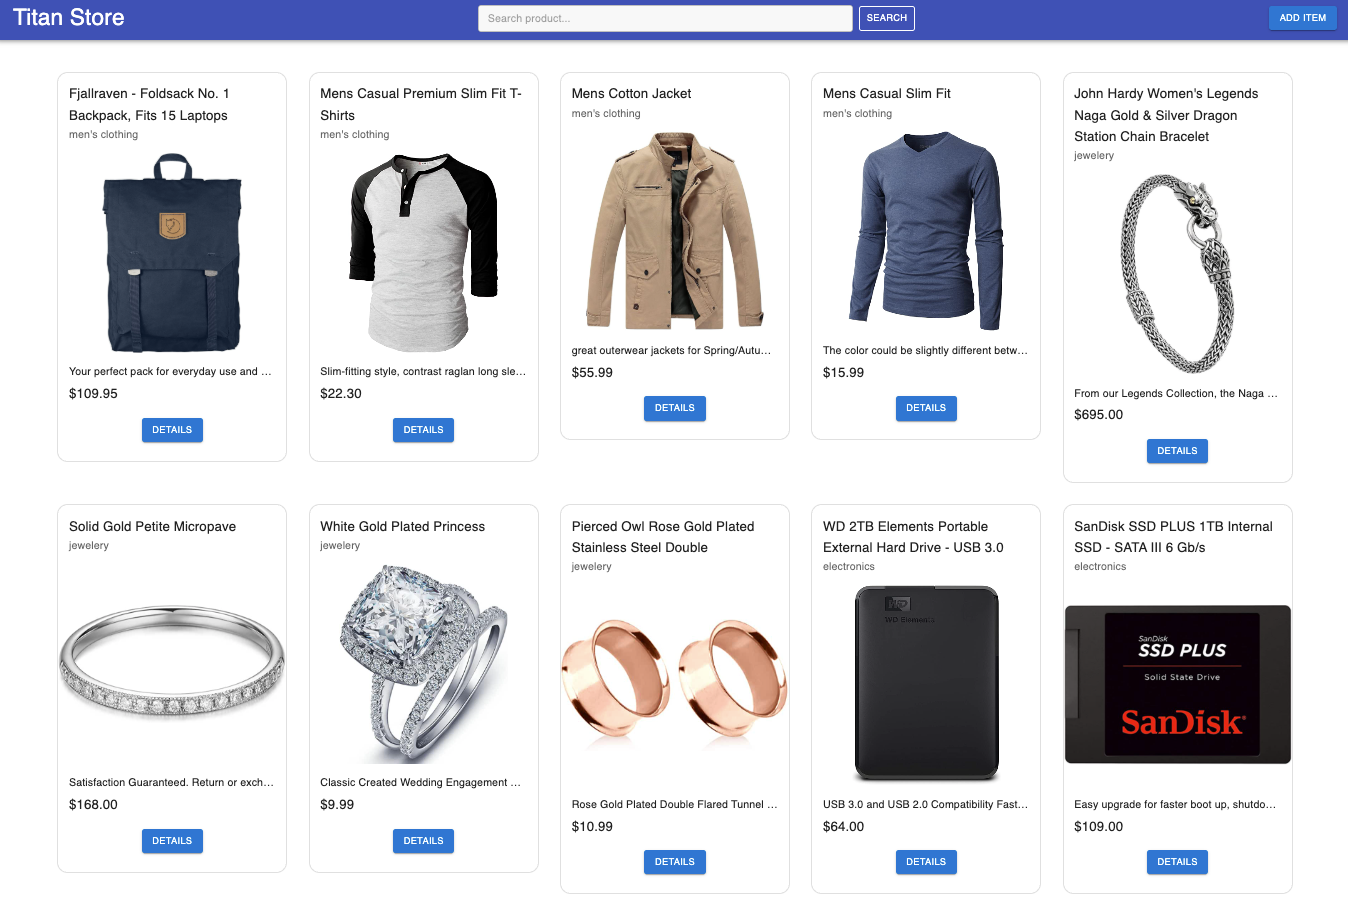 Titan Store
Search product...
SEARCH
ADD ITEM
Fjallraven - Foldsack No. 1
Backpack, Fits 15 Laptops
men's clothing
Your perfect pack for everyday use and ...
$109.95
DETAILS
Mens Casual Premium Slim Fit T-
Shirts
men's clothing
Slim-fitting style, contrast raglan long sle...
$22.30
DETAILS
Mens Cotton Jacket
men's clothing
great outerwear jackets for Spring/Autu...
$55.99
DETAILS
Mens Casual Slim Fit
men's clothing
The color could be slightly different betw...
$15.99
DETAILS
John Hardy Women's Legends
Naga Gold & Silver Dragon
Station Chain Bracelet
jewelery
From our Legends Collection, the Naga ...
$695.00
DETAILS
Solid Gold Petite Micropave
jewelery
Satisfaction Guaranteed. Return or exch...
$168.00
DETAILS
White Gold Plated Princess
jewelery
Classic Created Wedding Engagement ...
$9.99
DETAILS
Pierced Owl Rose Gold Plated
Stainless Steel Double
jewelery
Rose Gold Plated Double Flared Tunnel ...
$10.99
DETAILS
WD 2TB Elements Portable
External Hard Drive - USB 3.0
electronics
WD
WD Elements
USB 3.0 and USB 2.0 Compatibility Fast...
$64.00
DETAILS
SanDisk SSD PLUS 1TB Internal
SSD - SATA III 6 Gb/s
electronics
SanDisk
SSD PLUS
Solid State Drive
SanDisk
Easy upgrade for faster boot up, shutdo...
$109.00
DETAILS